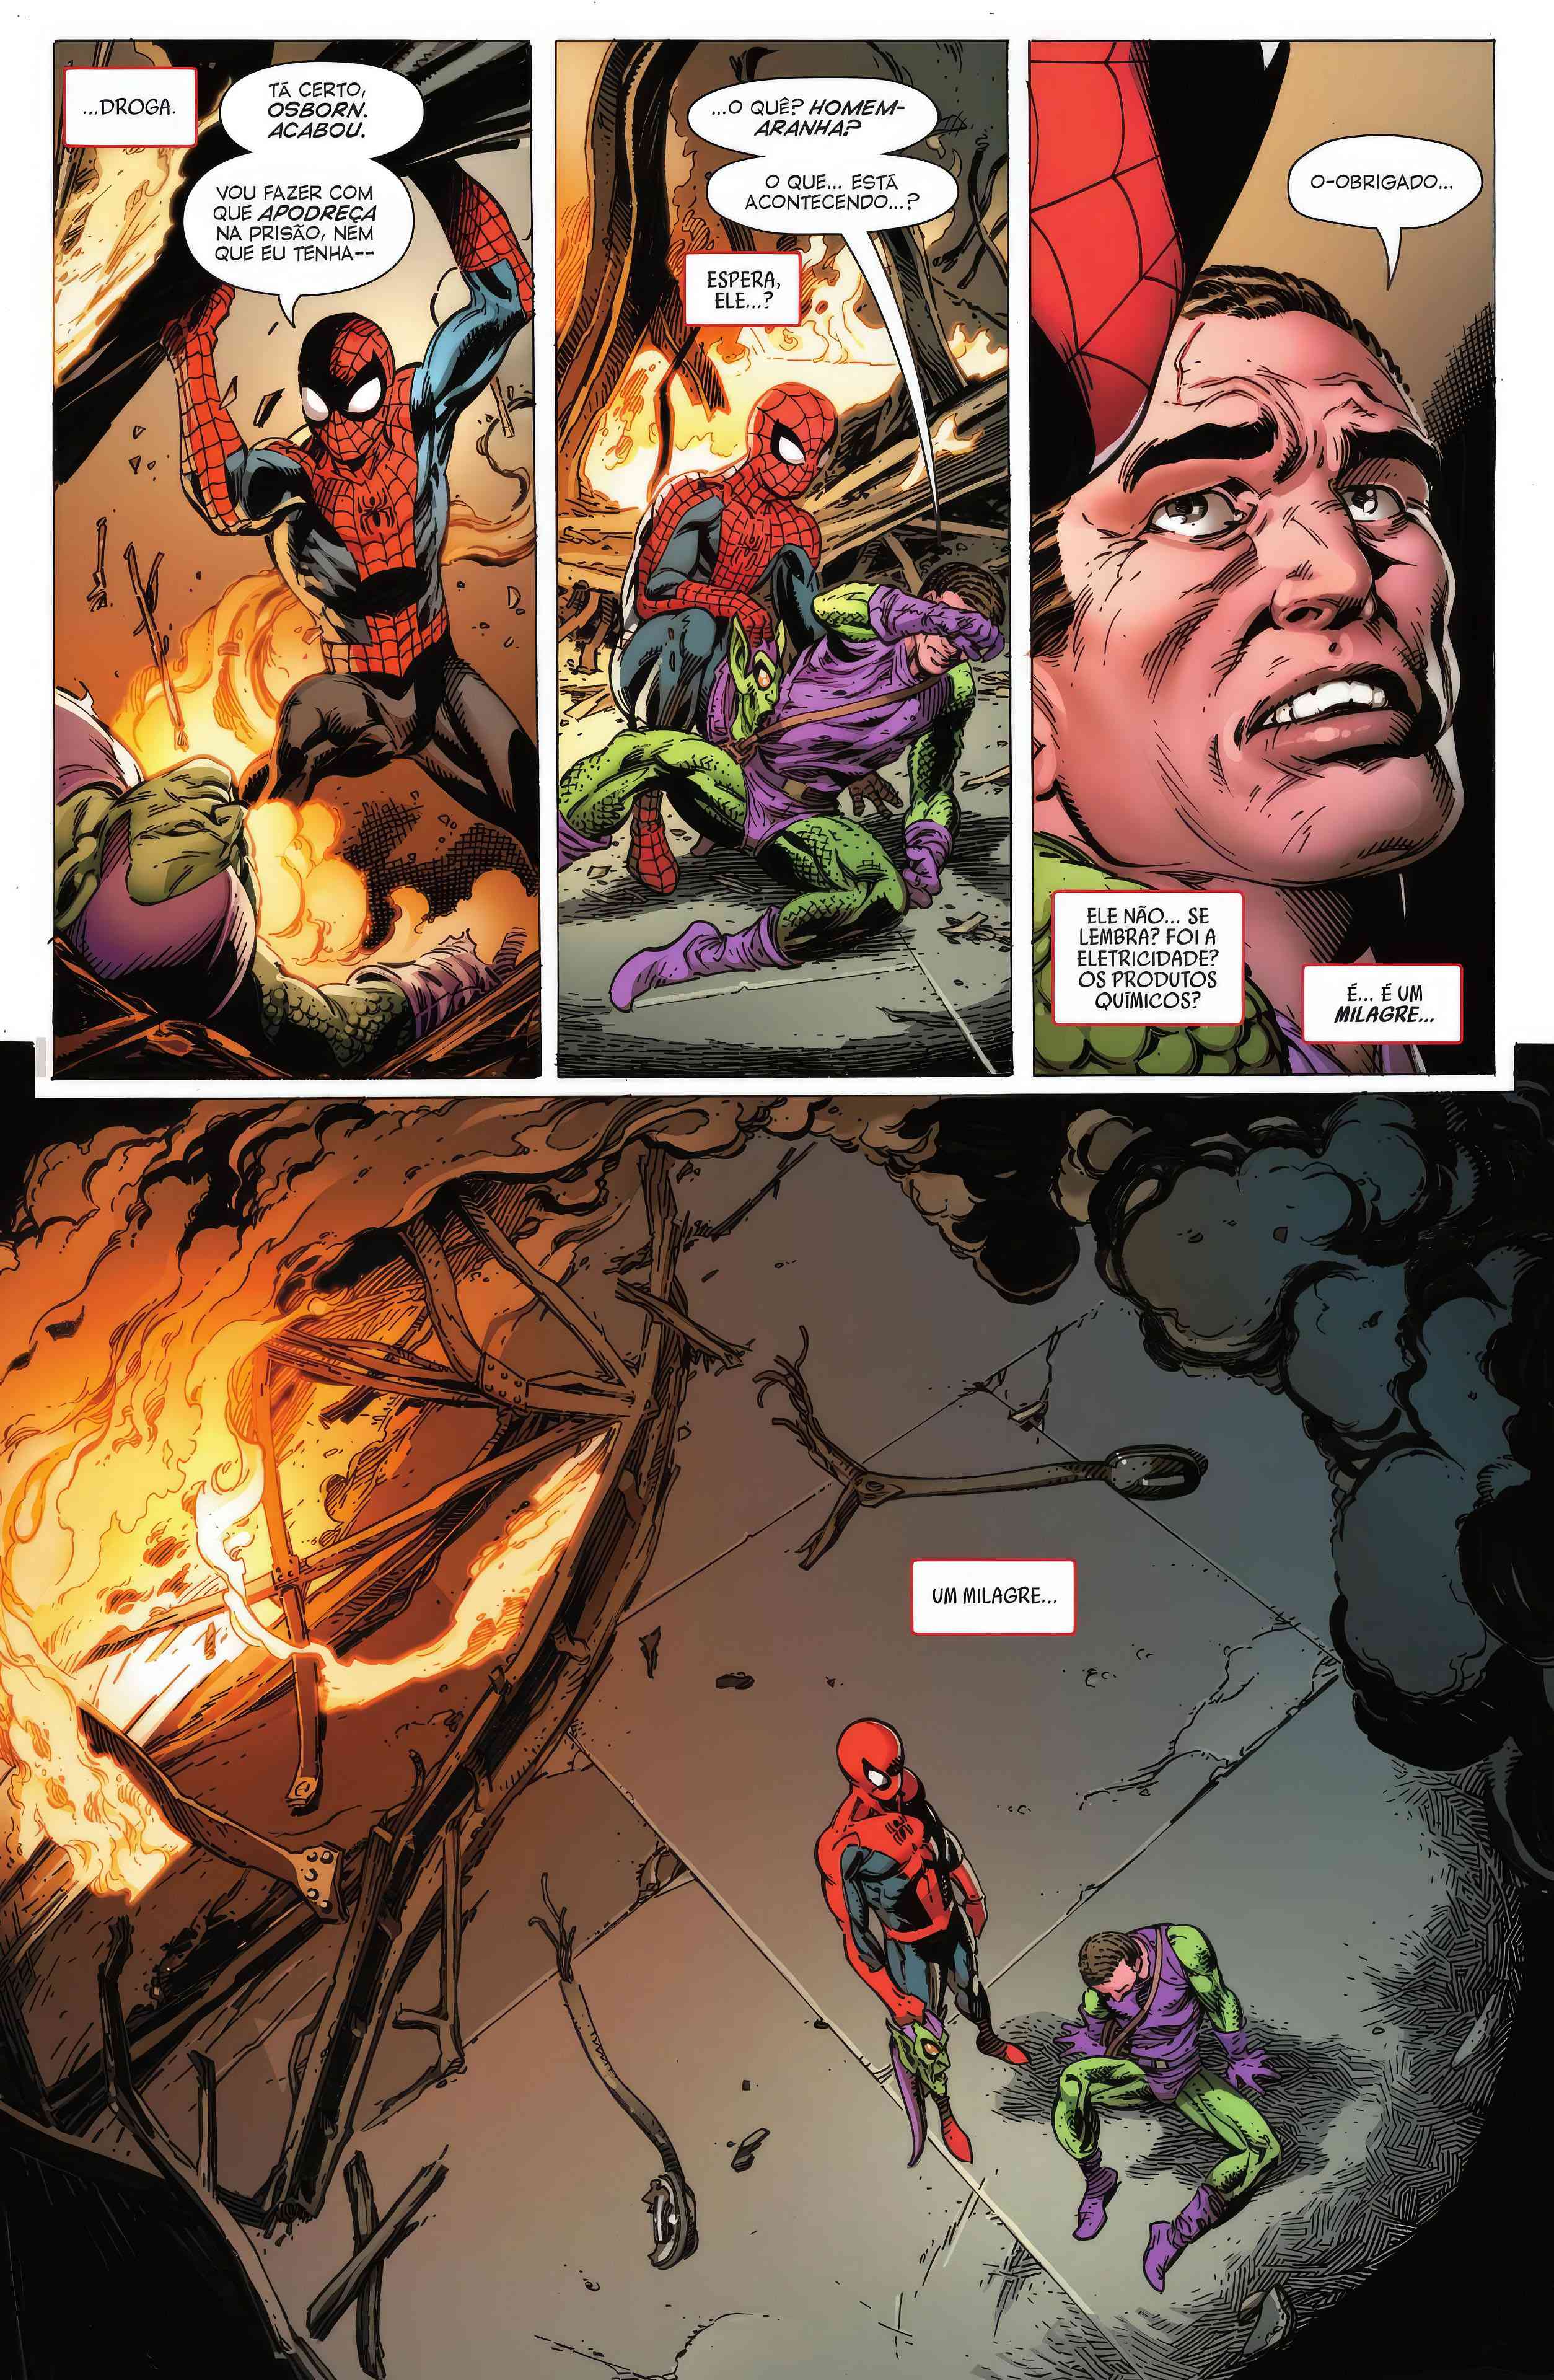 ...DROGA.
TÁ CERTO,
OSBORN.
ACABOU.
VOU FAZER COM
QUE APODREÇA
NA PRISÃO, NEM
QUE EU TENHA--
...O QUÊ? HOMEM-
ARANHA?
O QUE... ESTÁ
ACONTECENDO...?
ESPERA,
ELE...?
O-OBRIGADO...
ELE NÃO... SE
LEMBRA? FOI A
ELETRICIDADE?
OS PRODUTOS
QUÍMICOS?
É... É UM
MILAGRE...
UM MILAGRE...